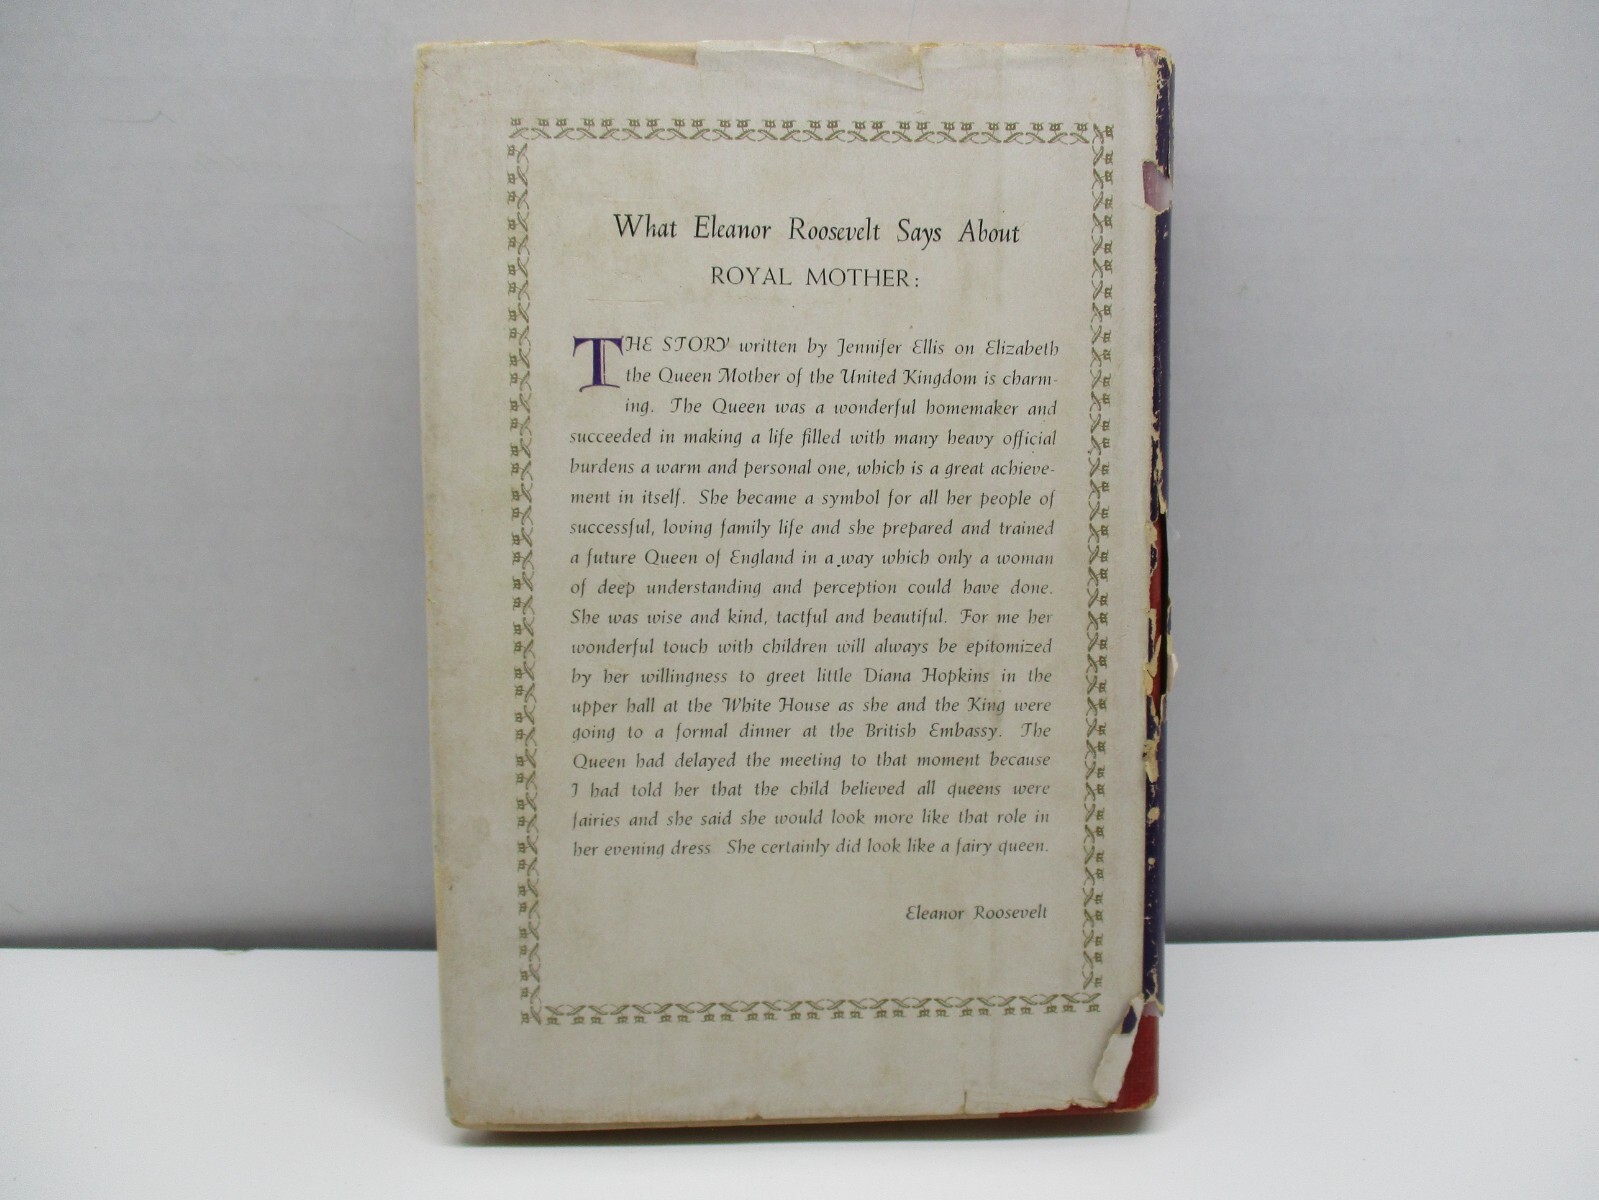 What Eleanor Roosevelt Says About
ROYAL MOTHER:
THE STORY written by Jennifer Ellis on Elizabeth
the Queen Mother of the United Kingdom is charm-
ing. The Queen was a wonderful homemaker and
succeeded in making a life filled with many heavy official
burdens a warm and personal one, which is a great achieve-
ment in itself. She became a symbol for all her people of
successful, loving family life and she prepared and trained
a future Queen of England in a way which only a woman
of deep understanding and perception could have done.
She was wise and kind, tactful and beautiful. For me her
wonderful touch with children will always be epitomized
by her willingness to greet little Diana Hopkins in the
upper hall at the White House as she and the King were
going to a formal dinner at the British Embassy. The
Queen had delayed the meeting to that moment because
I had told her that the child believed all queens were
fairies and she said she would look more like that role in
her evening dress She certainly did look like a fairy queen.
Eleanor Roosevelt